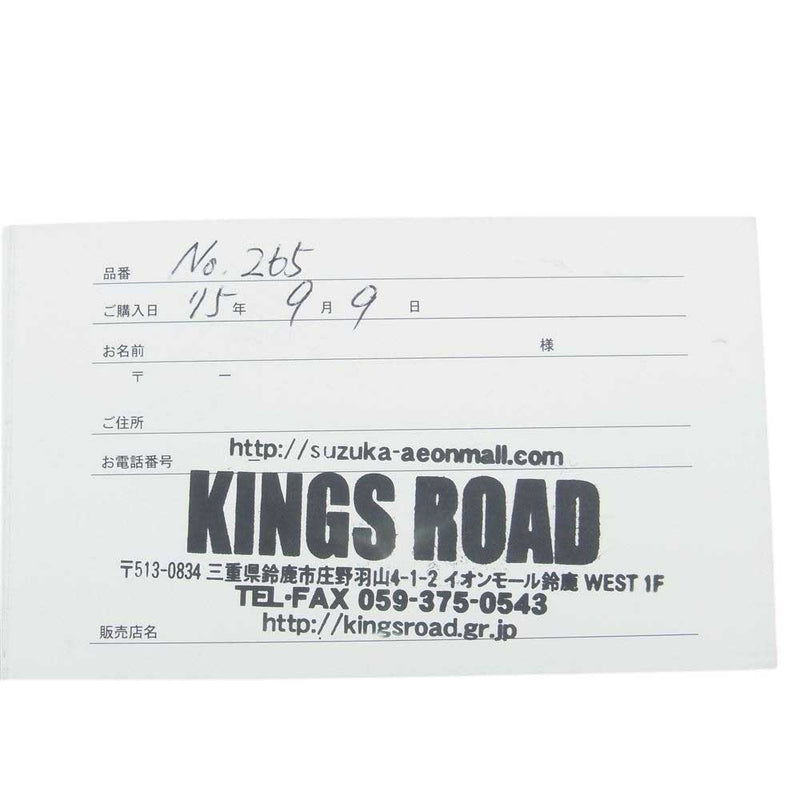 品番 No. 265
ご購入日 '15 年 9 月 9 日
お名前 様
〒 ー
ご住所
http://suzuka-aeonmall.com
お電話番号
KINGS ROAD
〒513-0834 三重県鈴鹿市庄野羽山4-1-2 イオンモール鈴鹿 WEST 1F
TEL・FAX 059-375-0543
販売店名 http://kingsroad.gr.jp